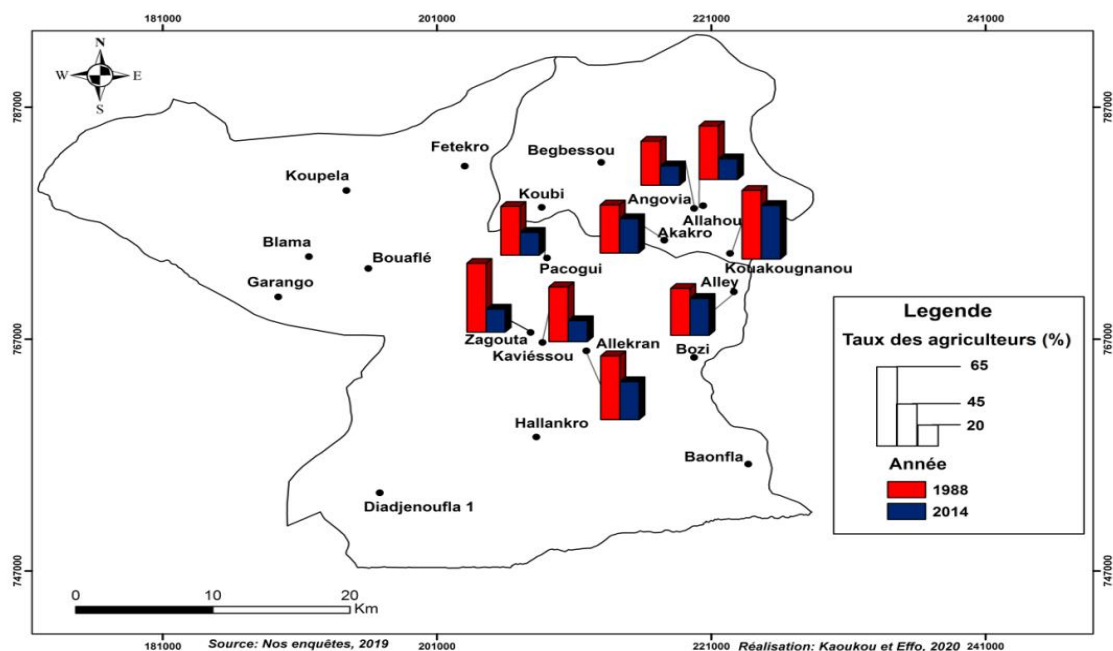 181000 201000 221000 241000
N
W E
S
787000 787000
Fetekro
Begbessou
Koupela
Koubi
Angovia
Allahou
Akakro
Blama
Bouaflé
Pacogui
Kouakougnanou
Garango
Alley
Legende
Taux des agriculteurs (%)
65
45
20
Année
1988
2014
767000 767000
Zagouta
Kaviéssou
Allekran
Bozi
Hallankro
Baonfla
Diadjenoufla 1
747000 747000
0 10 20
Km
181000 201000 221000 241000
Source: Nos enquêtes, 2019
Réalisation: Kaoukou et Effo, 2020